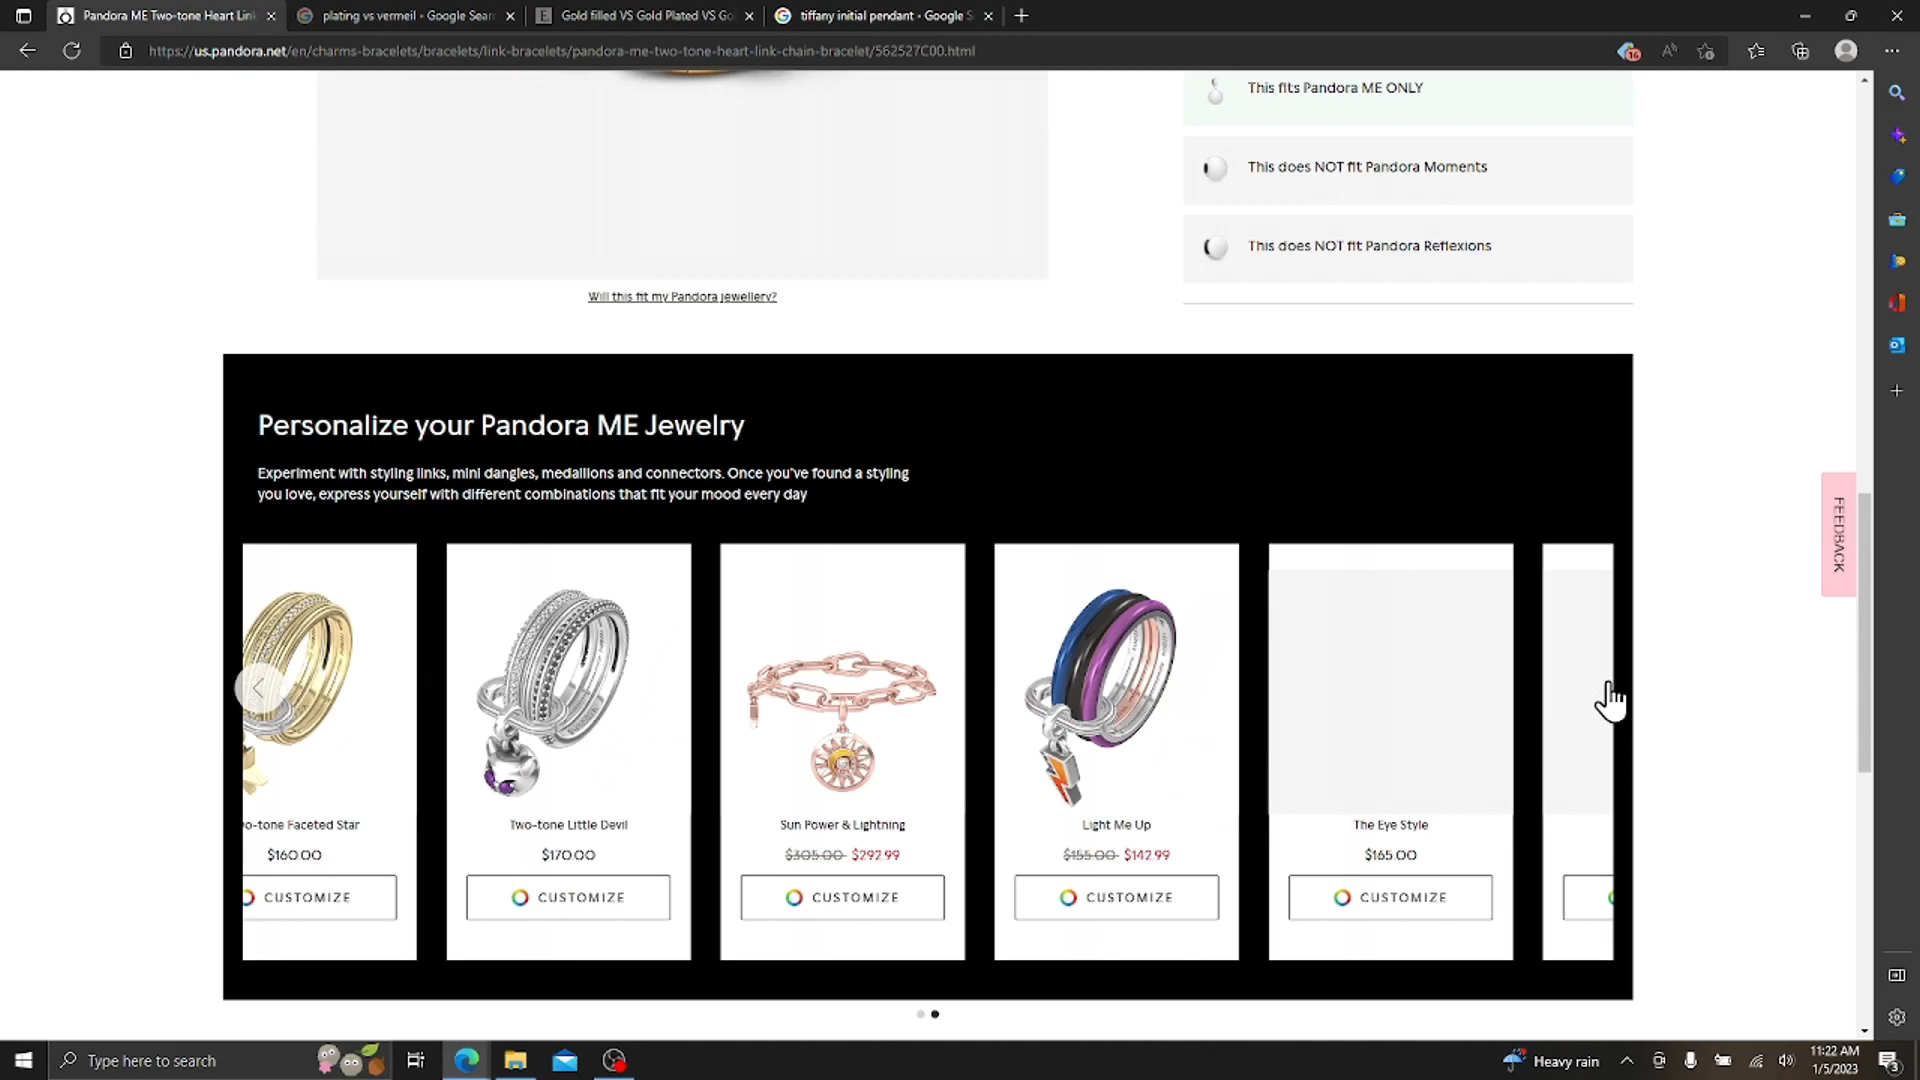 Pandora ME Two-tone Heart Lin
plating vs vermeil - Google Sear
Gold filled VS Gold Plated VS Go
tiffany initial pendant - Google S
https://us.pandora.net/en/charms-bracelets/bracelets/link-bracelets/pandora-me-two-tone-heart-link-chain-bracelet/562527C00.html
16
This fits Pandora ME ONLY
This does NOT fit Pandora Moments
This does NOT fit Pandora Reflexions
Will this fit my Pandora jewellery?
Personalize your Pandora ME Jewelry
Experiment with styling links, mini dangles, medallions and connectors. Once you've found a styling
you love, express yourself with different combinations that fit your mood every day
FEEDBACK
o-tone Faceted Star
$160.00
CUSTOMIZE
Two-tone Little Devil
$170.00
CUSTOMIZE
Sun Power & Lightning
$305.00 $292.99
CUSTOMIZE
Light Me Up
$155.00 $142.99
CUSTOMIZE
The Eye Style
$165.00
CUSTOMIZE
Type here to search
Heavy rain
11:22 AM
1/5/2023
3